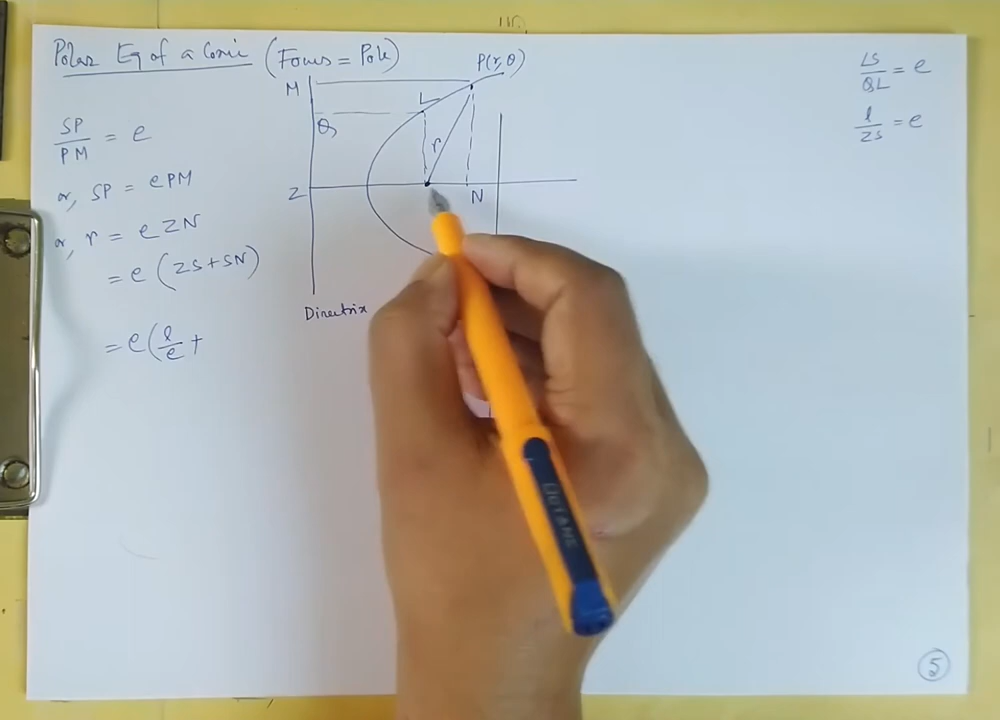 Polar Eq of a Conic (Focus = Pole)
P(r, θ)
M
L
Q
r
Z
N
Directrix
SP/PM = e
or, SP = e PM
or, r = e ZN
= e (ZS + SN)
= e (l/e +
LS/QL = e
l/ZS = e
5